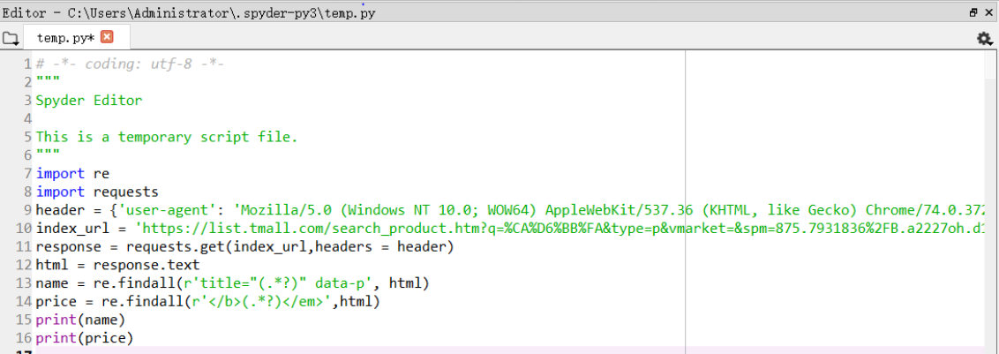 Editor - C:\Users\Administrator\.spyder-py3\temp.py
temp.py*
1 # -*- coding: utf-8 -*-
2 """
3 Spyder Editor
4
5 This is a temporary script file.
6 """
7 import re
8 import requests
9 header = {'user-agent': 'Mozilla/5.0 (Windows NT 10.0; WOW64) AppleWebKit/537.36 (KHTML, like Gecko) Chrome/74.0.372
10 index_url = 'https://list.tmall.com/search_product.htm?q=%CA%D6%BB%FA&type=p&vmarket=&spm=875.7931836%2FB.a2227oh.d1
11 response = requests.get(index_url,headers = header)
12 html = response.text
13 name = re.findall(r'title="(.*?)" data-p', html)
14 price = re.findall(r'</b>(.*?)</em>',html)
15 print(name)
16 print(price)
17